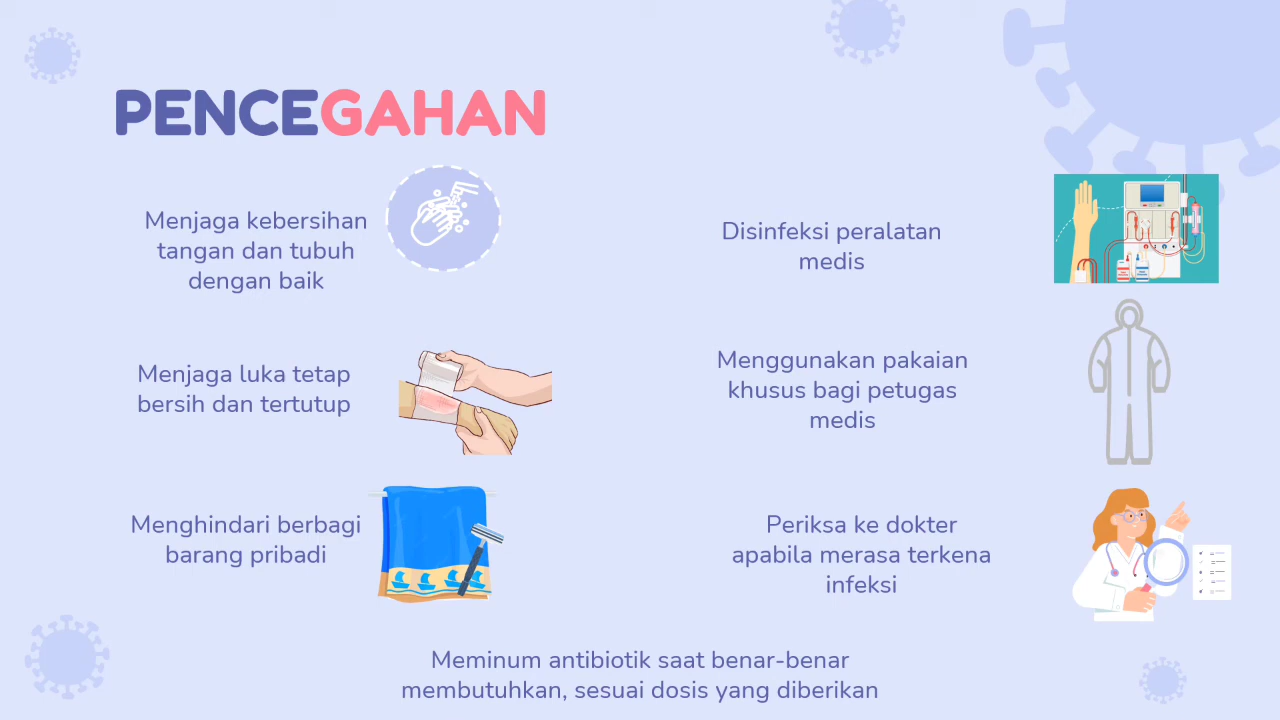 PENCEGAHAN
Menjaga kebersihan
tangan dan tubuh
dengan baik
Menjaga luka tetap
bersih dan tertutup
Menghindari berbagi
barang pribadi
Disinfeksi peralatan
medis
Menggunakan pakaian
khusus bagi petugas
medis
Periksa ke dokter
apabila merasa terkena
infeksi
Meminum antibiotik saat benar-benar
membutuhkan, sesuai dosis yang diberikan